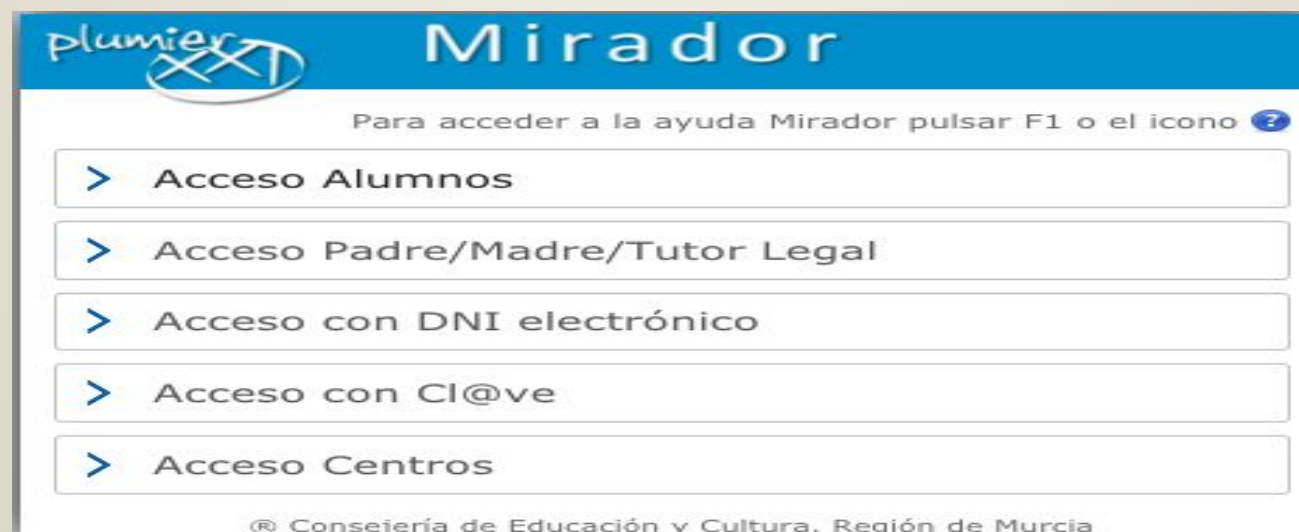 plumier
XXI
Mirador
Para acceder a la ayuda Mirador pulsar F1 o el icono ?
> Acceso Alumnos
> Acceso Padre/Madre/Tutor Legal
> Acceso con DNI electrónico
> Acceso con Cl@ve
> Acceso Centros
® Consejería de Educación y Cultura. Región de Murcia